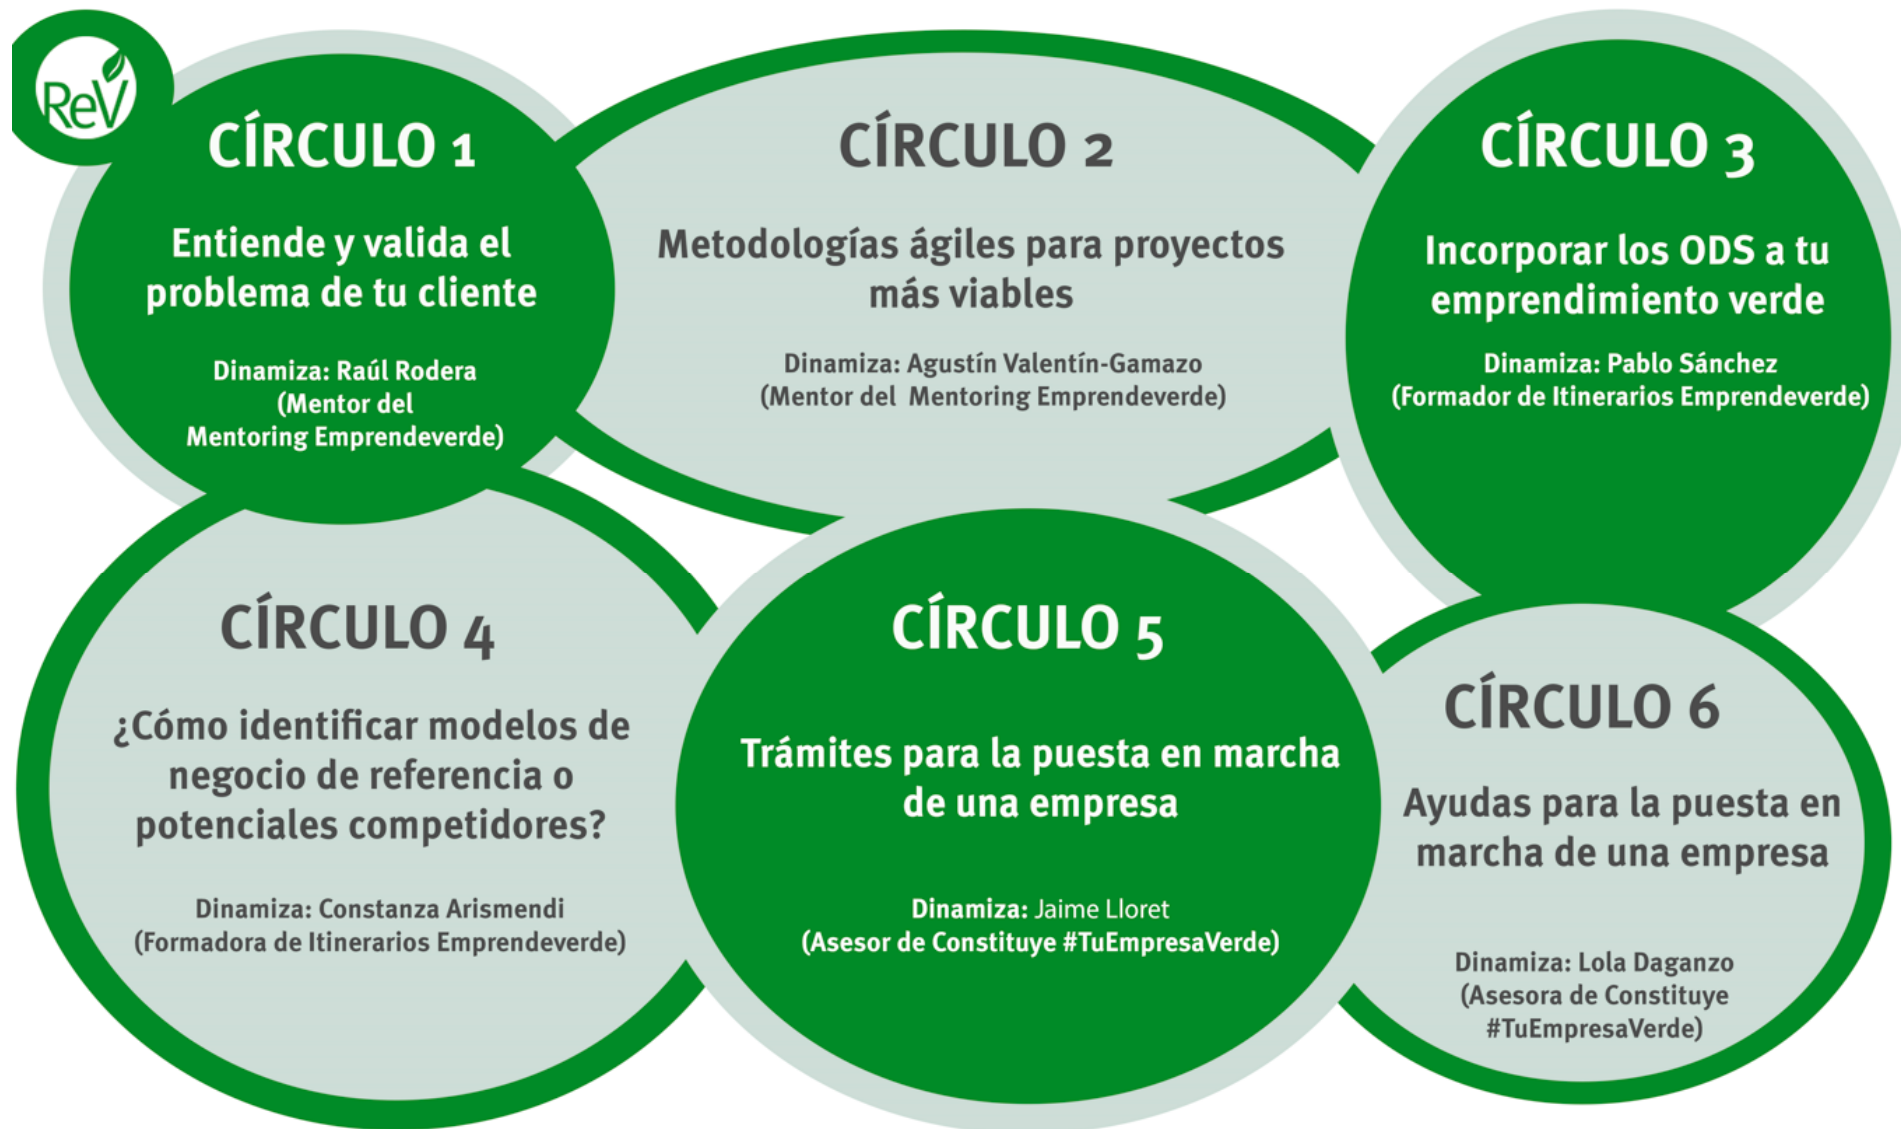 ReV
CÍRCULO 1
Entiende y valida el
problema de tu cliente
Dinamiza: Raúl Rodera
(Mentor del
Mentoring Emprendeverde)
CÍRCULO 2
Metodologías ágiles para proyectos
más viables
Dinamiza: Agustín Valentín-Gamazo
(Mentor del  Mentoring Emprendeverde)
CÍRCULO 3
Incorporar los ODS a tu
emprendimiento verde
Dinamiza: Pablo Sánchez
(Formador de Itinerarios Emprendeverde)
CÍRCULO 4
¿Cómo identificar modelos de
negocio de referencia o
potenciales competidores?
Dinamiza: Constanza Arismendi
(Formadora de Itinerarios Emprendeverde)
CÍRCULO 5
Trámites para la puesta en marcha
de una empresa
Dinamiza: Jaime Lloret
(Asesor de Constituye #TuEmpresaVerde)
CÍRCULO 6
Ayudas para la puesta en
marcha de una empresa
Dinamiza: Lola Daganzo
(Asesora de Constituye
#TuEmpresaVerde)